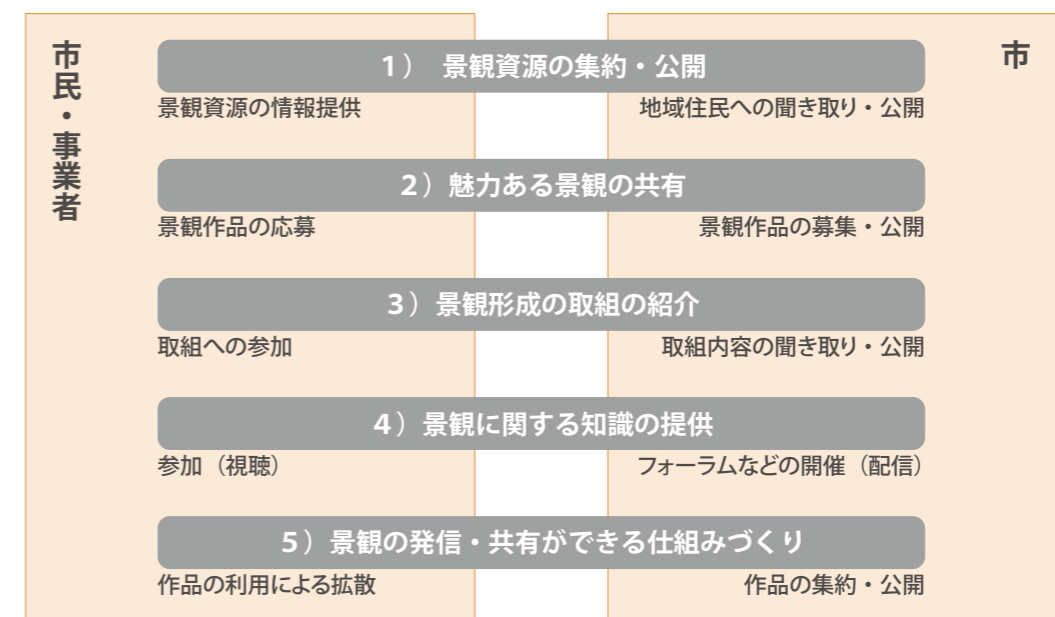 市民・事業者
市
1） 景観資源の集約・公開
景観資源の情報提供
地域住民への聞き取り・公開
2）魅力ある景観の共有
景観作品の応募
景観作品の募集・公開
3）景観形成の取組の紹介
取組への参加
取組内容の聞き取り・公開
4）景観に関する知識の提供
参加（視聴）
フォーラムなどの開催（配信）
5）景観の発信・共有ができる仕組みづくり
作品の利用による拡散
作品の集約・公開